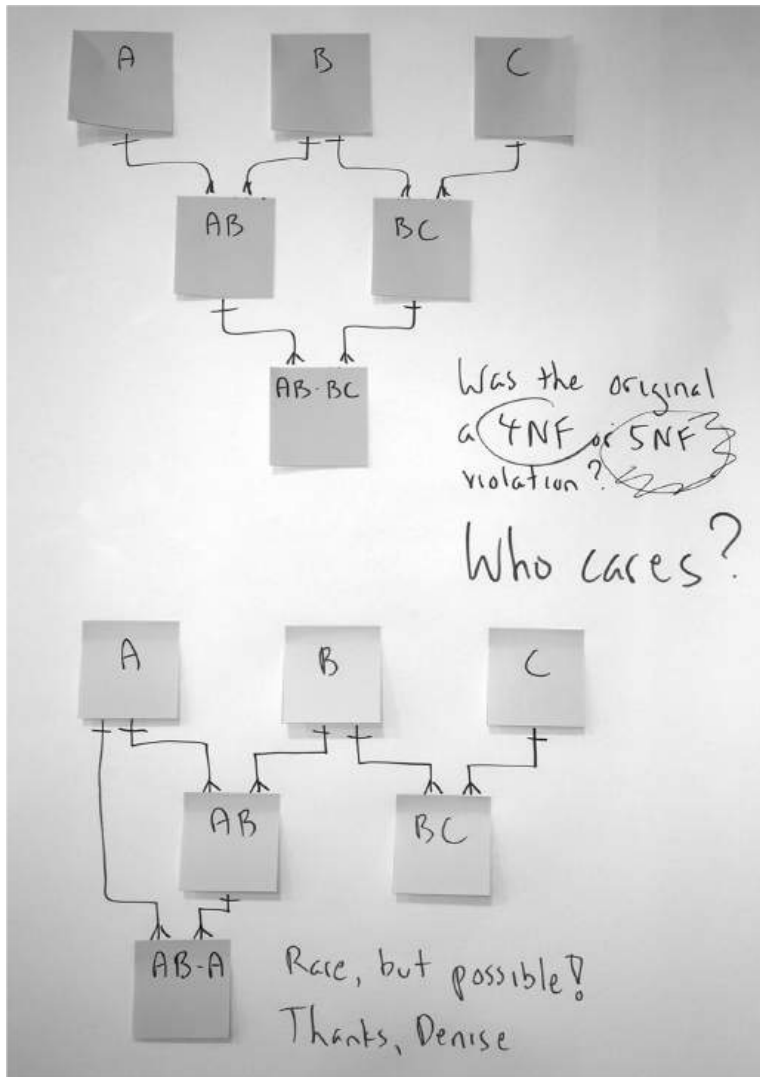 A B C
AB BC
AB-BC
Was the original
a 4NF or 5NF
violation?
Who cares?
A B C
AB BC
AB-A
Rare, but possible!
Thanks, Denise